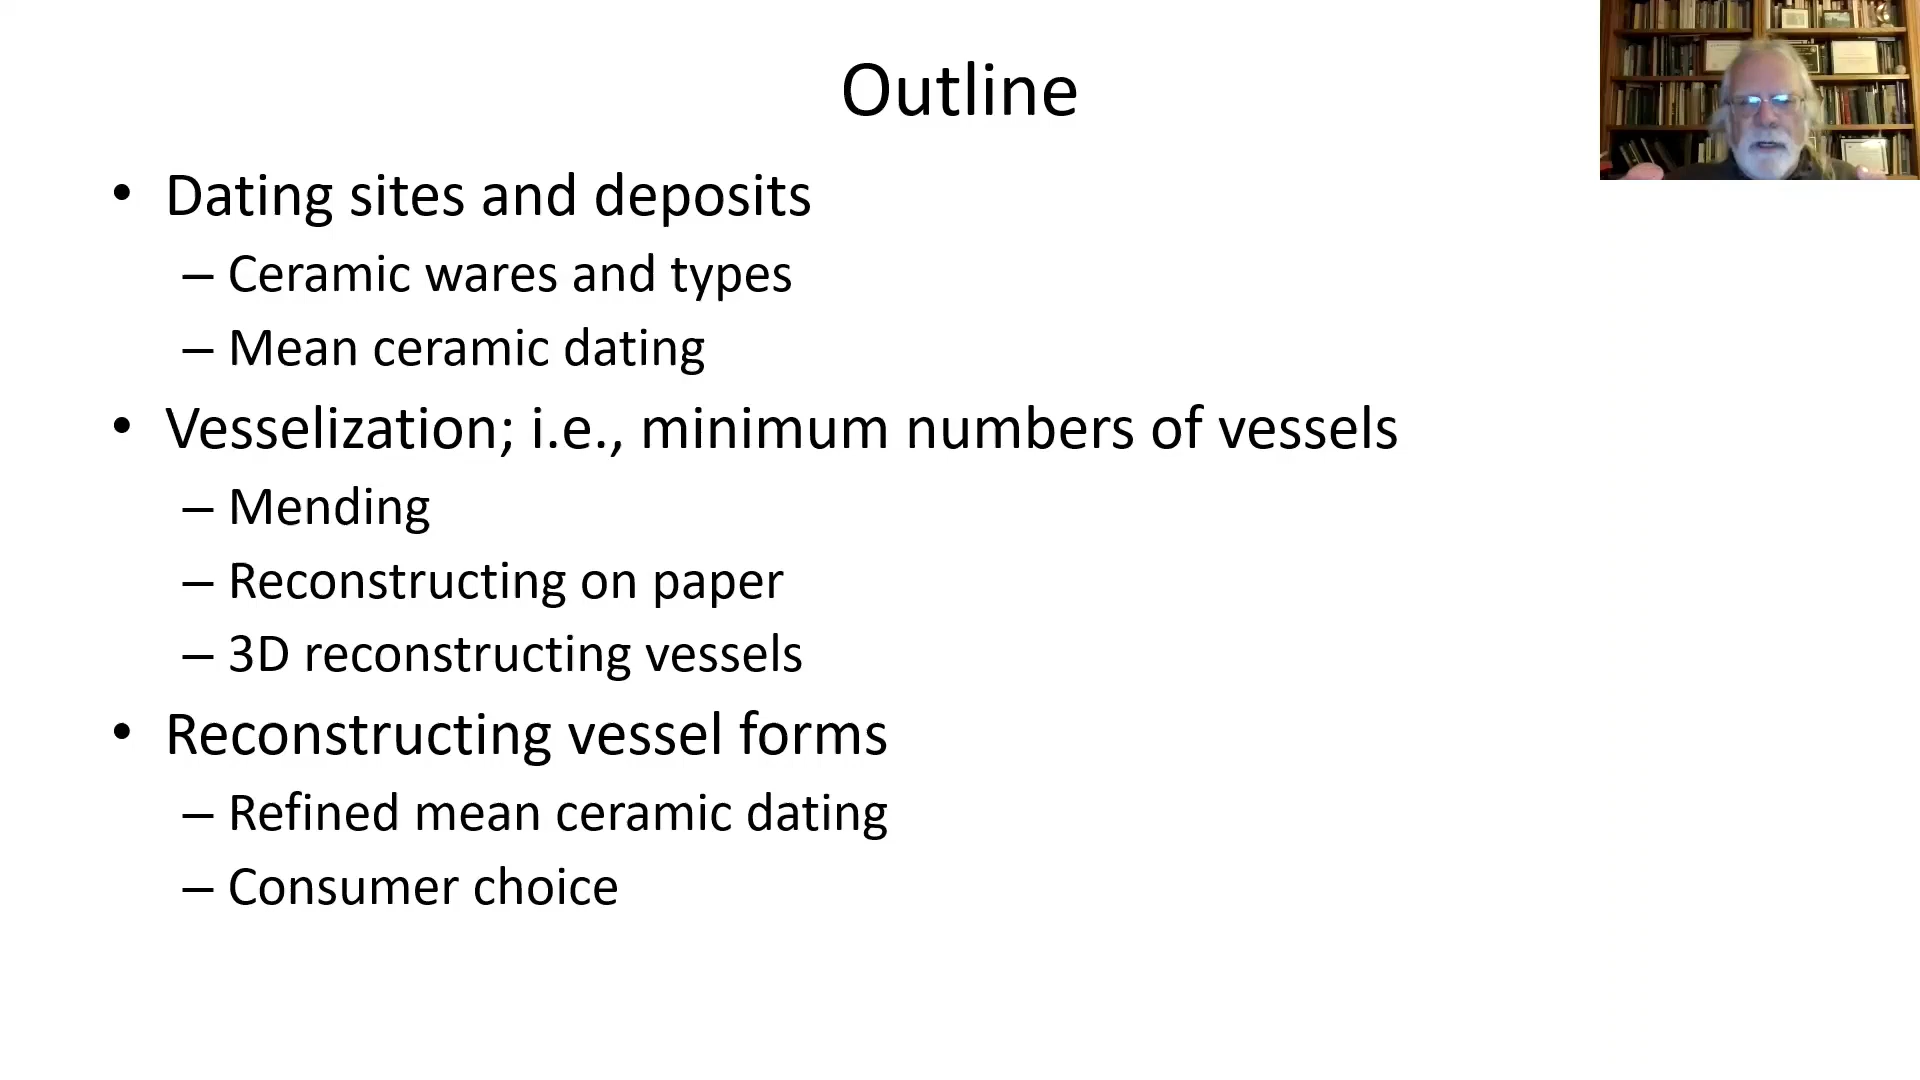 Outline
• Dating sites and deposits
– Ceramic wares and types
– Mean ceramic dating
• Vesselization; i.e., minimum numbers of vessels
– Mending
– Reconstructing on paper
– 3D reconstructing vessels
• Reconstructing vessel forms
– Refined mean ceramic dating
– Consumer choice